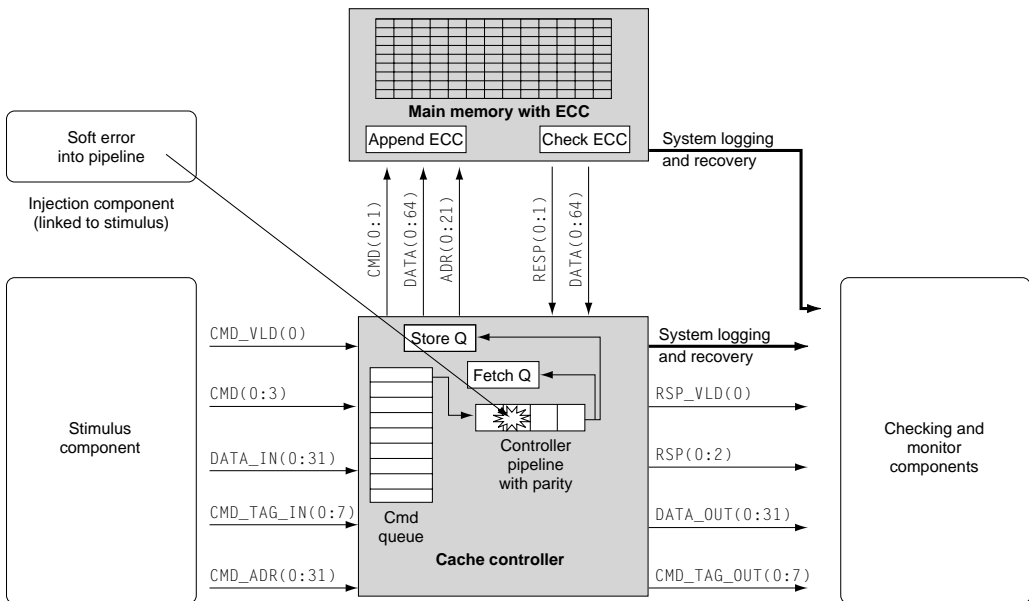 Main memory with ECC
Append ECC
Check ECC
Soft error
into pipeline
Injection component
(linked to stimulus)
System logging
and recovery
CMD(0:1)
DATA(0:64)
ADR(0:21)
RESP(0:1)
DATA(0:64)
Stimulus
component
CMD_VLD(0)
CMD(0:3)
DATA_IN(0:31)
CMD_TAG_IN(0:7)
CMD_ADR(0:31)
Store Q
Fetch Q
Controller
pipeline
with parity
Cmd
queue
Cache controller
System logging
and recovery
RSP_VLD(0)
RSP(0:2)
DATA_OUT(0:31)
CMD_TAG_OUT(0:7)
Checking and
monitor
components